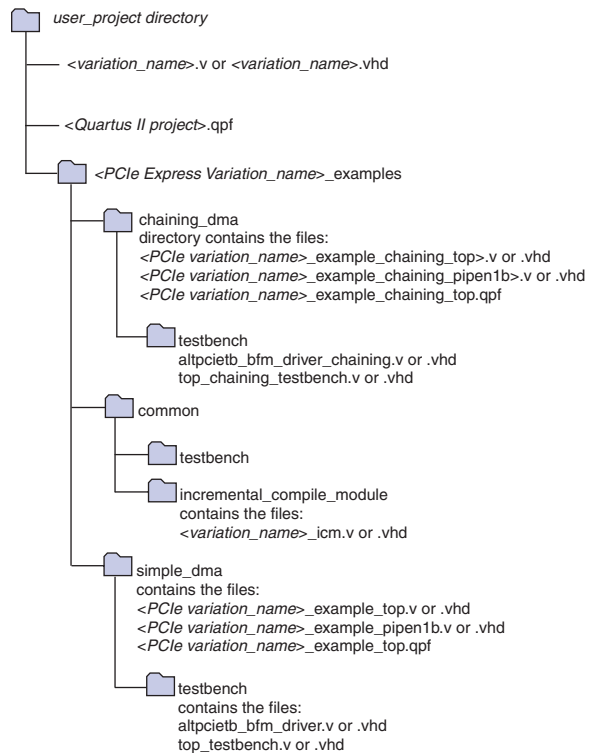 user_project directory
<variation_name>.v or <variation_name>.vhd
<Quartus II project>.qpf
<PCIe Express Variation_name>_examples
chaining_dma
directory contains the files:
<PCIe variation_name>_example_chaining_top>.v or .vhd
<PCIe variation_name>_example_chaining_pipen1b>.v or .vhd
<PCIe variation_name>_example_chaining_top.qpf
testbench
altpcietb_bfm_driver_chaining.v or .vhd
top_chaining_testbench.v or .vhd
common
testbench
incremental_compile_module
contains the files:
<variation_name>_icm.v or .vhd
simple_dma
contains the files:
<PCIe variation_name>_example_top.v or .vhd
<PCIe variation_name>_example_pipen1b.v or .vhd
<PCIe variation_name>_example_top.qpf
testbench
contains the files:
altpcietb_bfm_driver.v or .vhd
top_testbench.v or .vhd